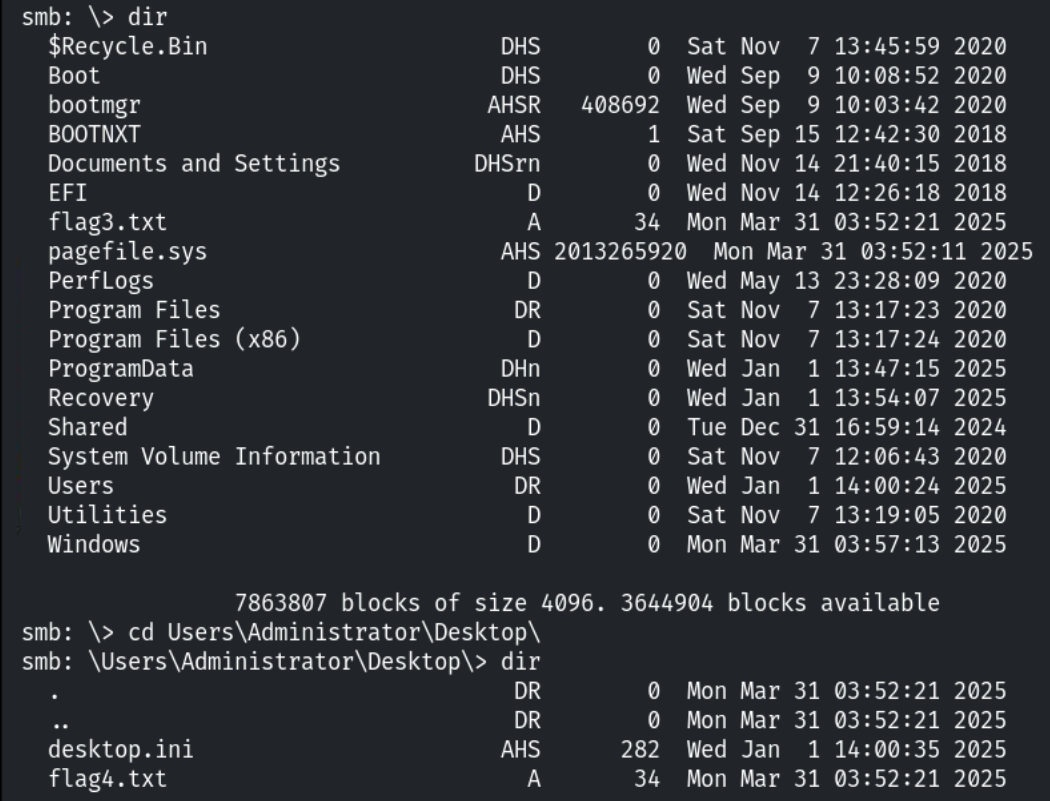 smb: \> dir
  $Recycle.Bin                      DHS        0  Sat Nov  7 13:45:59 2020
  Boot                              DHS        0  Wed Sep  9 10:08:52 2020
  bootmgr                          AHSR   408692  Wed Sep  9 10:03:42 2020
  BOOTNXT                           AHS        1  Sat Sep 15 12:42:30 2018
  Documents and Settings          DHSrn        0  Wed Nov 14 21:40:15 2018
  EFI                                 D        0  Wed Nov 14 12:26:18 2018
  flag3.txt                           A       34  Mon Mar 31 03:52:21 2025
  pagefile.sys                      AHS 2013265920  Mon Mar 31 03:52:11 2025
  PerfLogs                            D        0  Wed May 13 23:28:09 2020
  Program Files                      DR        0  Sat Nov  7 13:17:23 2020
  Program Files (x86)                 D        0  Sat Nov  7 13:17:24 2020
  ProgramData                       DHn        0  Wed Jan  1 13:47:15 2025
  Recovery                         DHSn        0  Wed Jan  1 13:54:07 2025
  Shared                              D        0  Tue Dec 31 16:59:14 2024
  System Volume Information         DHS        0  Sat Nov  7 12:06:43 2020
  Users                              DR        0  Wed Jan  1 14:00:24 2025
  Utilities                           D        0  Sat Nov  7 13:19:05 2020
  Windows                             D        0  Mon Mar 31 03:57:13 2025
                7863807 blocks of size 4096. 3644904 blocks available
smb: \> cd Users\Administrator\Desktop\
smb: \Users\Administrator\Desktop\> dir
  .                                  DR        0  Mon Mar 31 03:52:21 2025
  ..                                 DR        0  Mon Mar 31 03:52:21 2025
  desktop.ini                       AHS      282  Wed Jan  1 14:00:35 2025
  flag4.txt                           A       34  Mon Mar 31 03:52:21 2025